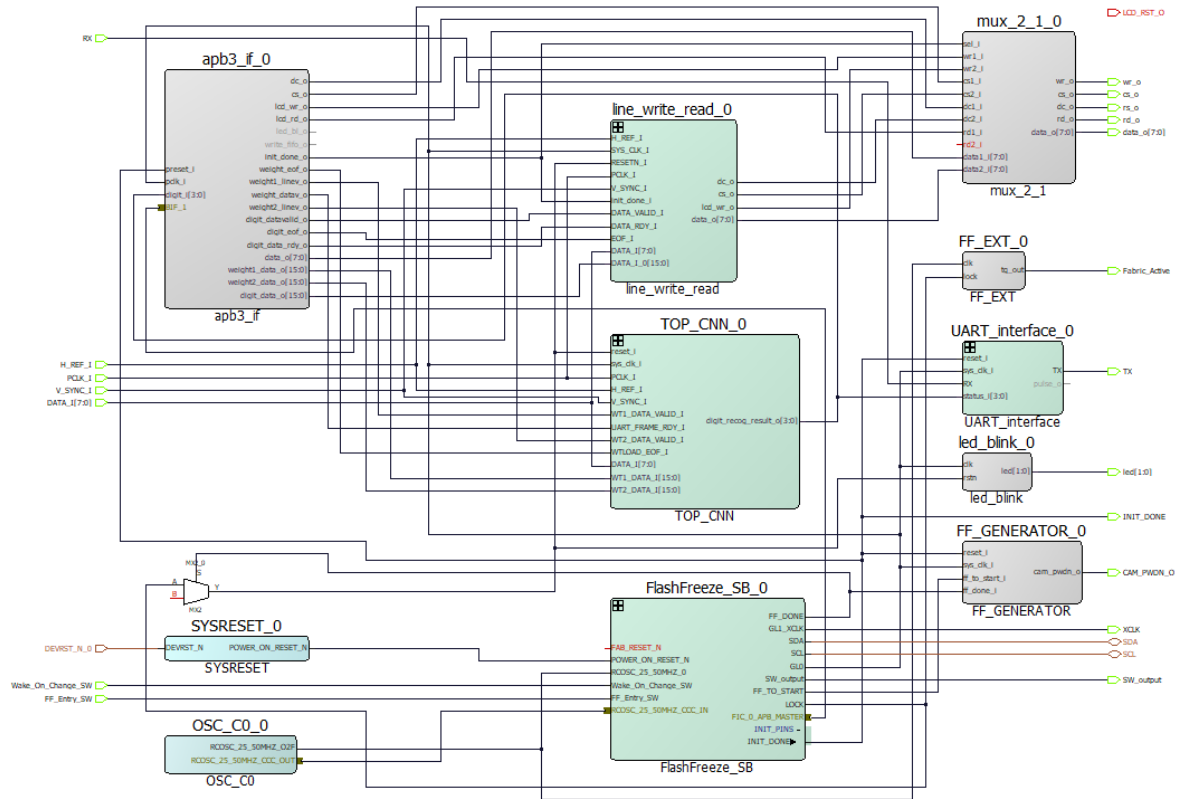 LCD_RST_O
RX
apb3_if_0
dc_o
cs_o
lcd_wr_o
lcd_rd_o
led_bl_o
write_fifo_o
init_done_o
weight_eof_o
weight1_linev_o
weight_datav_o
weight2_linev_o
digit_datavalid_o
digit_eof_o
digit_data_rdy_o
data_o[7:0]
weight1_data_o[15:0]
weight2_data_o[15:0]
digit_data_o[15:0]
preset_i
pclk_i
digit_i[3:0]
BIF_1
apb3_if
line_write_read_0
H_REF_I
SYS_CLK_I
RESETN_I
PCLK_I
V_SYNC_I
init_done_i
DATA_VALID_I
DATA_RDY_I
EOF_I
DATA_I[7:0]
DATA_I_0[15:0]
dc_o
cs_o
lcd_wr_o
data_o[7:0]
line_write_read
mux_2_1_0
sel_i
wr1_i
wr2_i
cs1_i
cs2_i
dc1_i
dc2_i
rd1_i
rd2_i
data1_i[7:0]
data2_i[7:0]
wr_o
cs_o
dc_o
rd_o
data_o[7:0]
mux_2_1
wr_o
cs_o
rs_o
rd_o
data_o[7:0]
FF_EXT_0
clk
lock
tg_out
FF_EXT
Fabric_Active
H_REF_I
PCLK_I
V_SYNC_I
DATA_I[7:0]
TOP_CNN_0
reset_i
sys_clk_i
PCLK_I
H_REF_I
V_SYNC_I
WT1_DATA_VALID_I
UART_FRAME_RDY_I
WT2_DATA_VALID_I
WTLOAD_EOF_I
DATA_I[7:0]
WT1_DATA_I[15:0]
WT2_DATA_I[15:0]
digit_recog_result_o[3:0]
TOP_CNN
UART_interface_0
reset_i
sys_clk_i
RX
status_i[3:0]
TX
pulse_o
UART_interface
TX
led_blink_0
clk
rstn
led[1:0]
led_blink
led[1:0]
INIT_DONE
FF_GENERATOR_0
reset_i
sys_clk_i
ff_to_start_i
ff_done_i
cam_pwdn_o
FF_GENERATOR
CAM_PWDN_O
MX2_0
S
A
B
Y
MX2
SYSRESET_0
DEVRST_N_0
DEVRST_N
POWER_ON_RESET_N
SYSRESET
Wake_On_Change_SW
FF_Entry_SW
OSC_C0_0
RCOSC_25_50MHZ_O2F
RCOSC_25_50MHZ_CCC_OUT
OSC_C0
FlashFreeze_SB_0
FAB_RESET_N
POWER_ON_RESET_N
RCOSC_25_50MHZ_0
Wake_On_Change_SW
FF_Entry_SW
RCOSC_25_50MHZ_CCC_IN
FF_DONE
GL1_XCLK
SDA
SCL
GL0
SW_output
FF_TO_START
LOCK
FIC_0_APB_MASTER
INIT_PINS -
INIT_DONE
FlashFreeze_SB
XCLK
SDA
SCL
SW_output